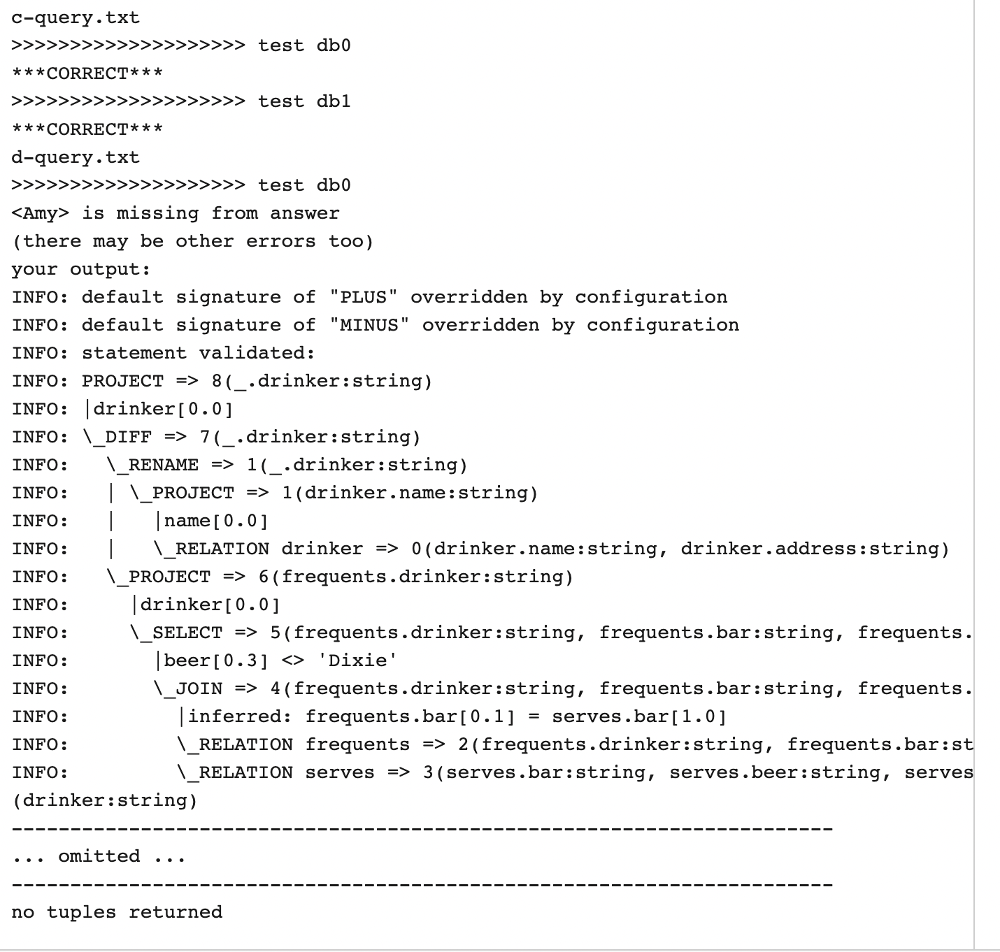 c-query.txt
>>>>>>>>>>>>>>>>>>>> test db0
***CORRECT***
>>>>>>>>>>>>>>>>>>>> test db1
***CORRECT***
d-query.txt
>>>>>>>>>>>>>>>>>>>> test db0
<Amy> is missing from answer
(there may be other errors too)
your output:
INFO: default signature of "PLUS" overridden by configuration
INFO: default signature of "MINUS" overridden by configuration
INFO: statement validated:
INFO: PROJECT => 8(_.drinker:string)
INFO: |drinker[0.0]
INFO: \_DIFF => 7(_.drinker:string)
INFO:   \_RENAME => 1(_.drinker:string)
INFO:   | \_PROJECT => 1(drinker.name:string)
INFO:   |   |name[0.0]
INFO:   |   \_RELATION drinker => 0(drinker.name:string, drinker.address:string)
INFO:   \_PROJECT => 6(frequents.drinker:string)
INFO:     |drinker[0.0]
INFO:     \_SELECT => 5(frequents.drinker:string, frequents.bar:string, frequents.
INFO:       |beer[0.3] <> 'Dixie'
INFO:       \_JOIN => 4(frequents.drinker:string, frequents.bar:string, frequents.
INFO:         |inferred: frequents.bar[0.1] = serves.bar[1.0]
INFO:         \_RELATION frequents => 2(frequents.drinker:string, frequents.bar:st
INFO:         \_RELATION serves => 3(serves.bar:string, serves.beer:string, serves
(drinker:string)
----------------------------------------------------------------------
... omitted ...
----------------------------------------------------------------------
no tuples returned